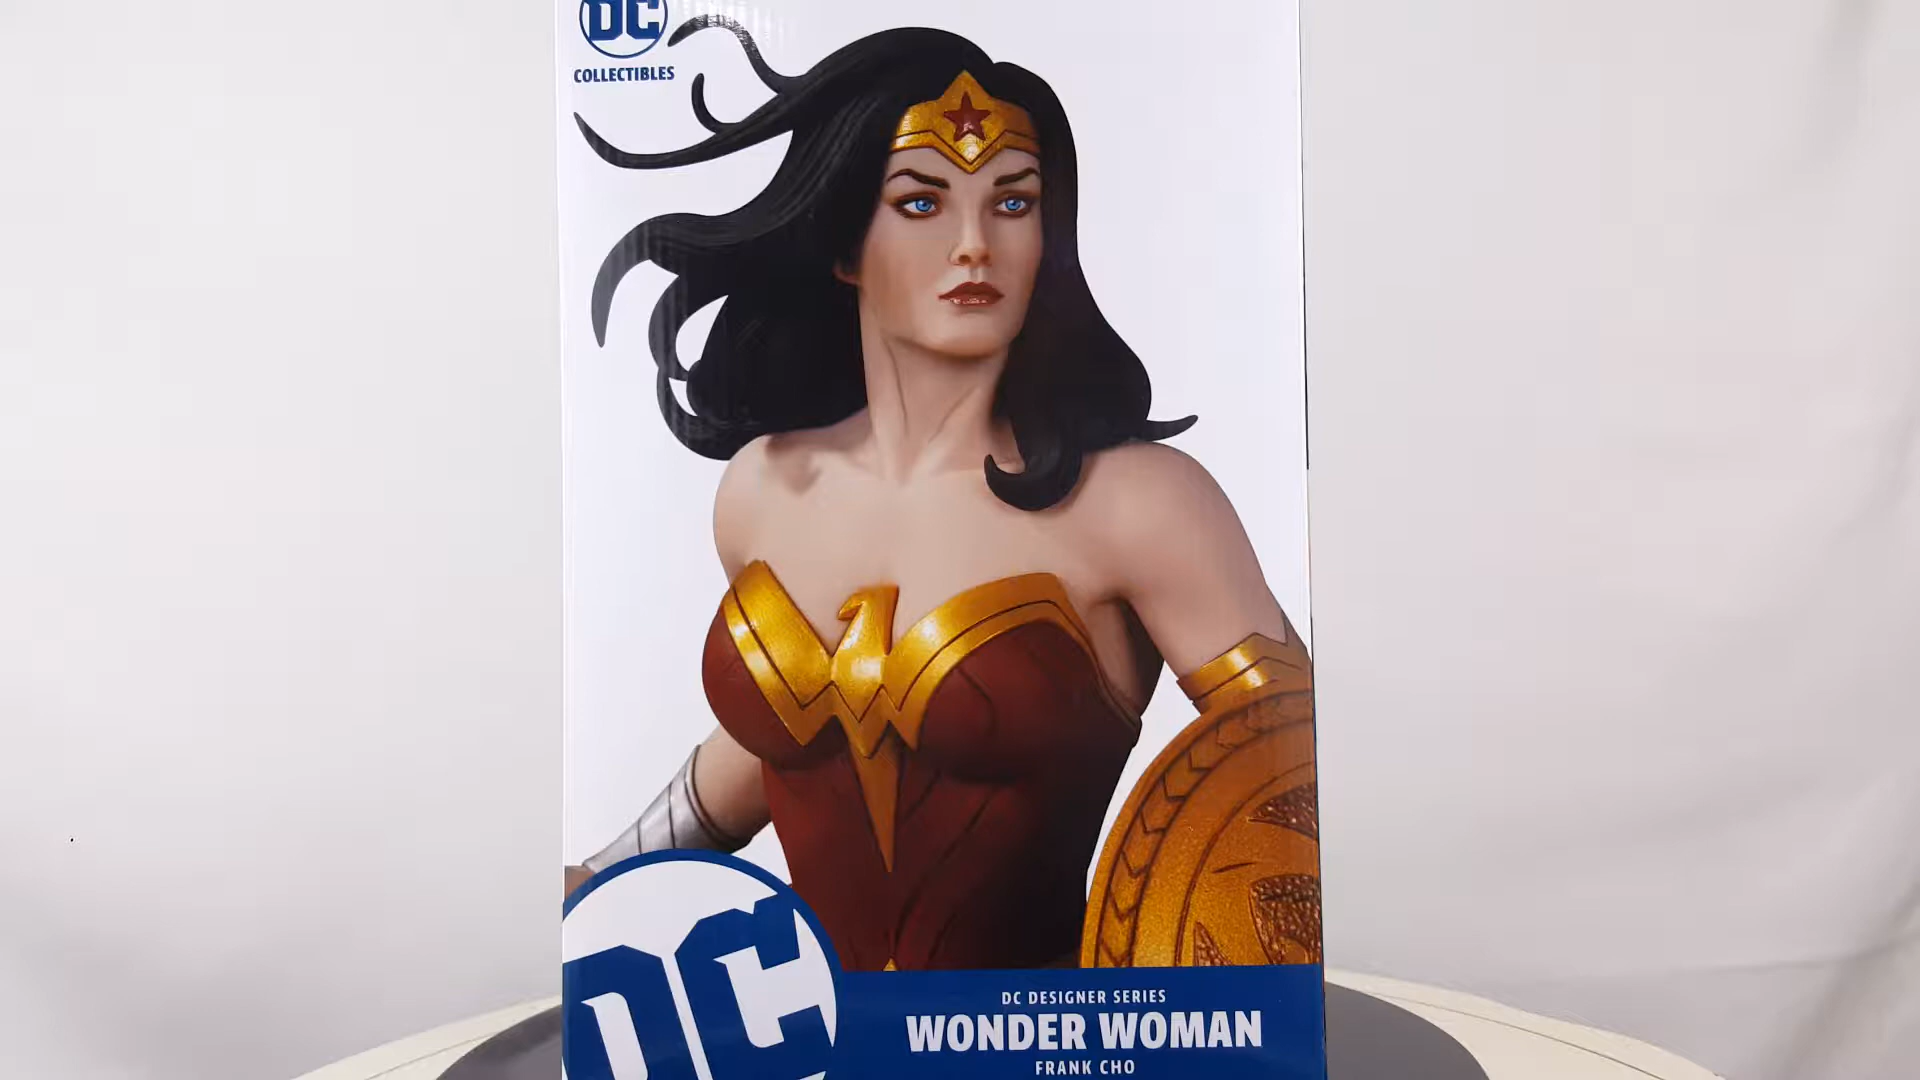 DC
COLLECTIBLES
DC
DC DESIGNER SERIES
WONDER WOMAN
FRANK CHO